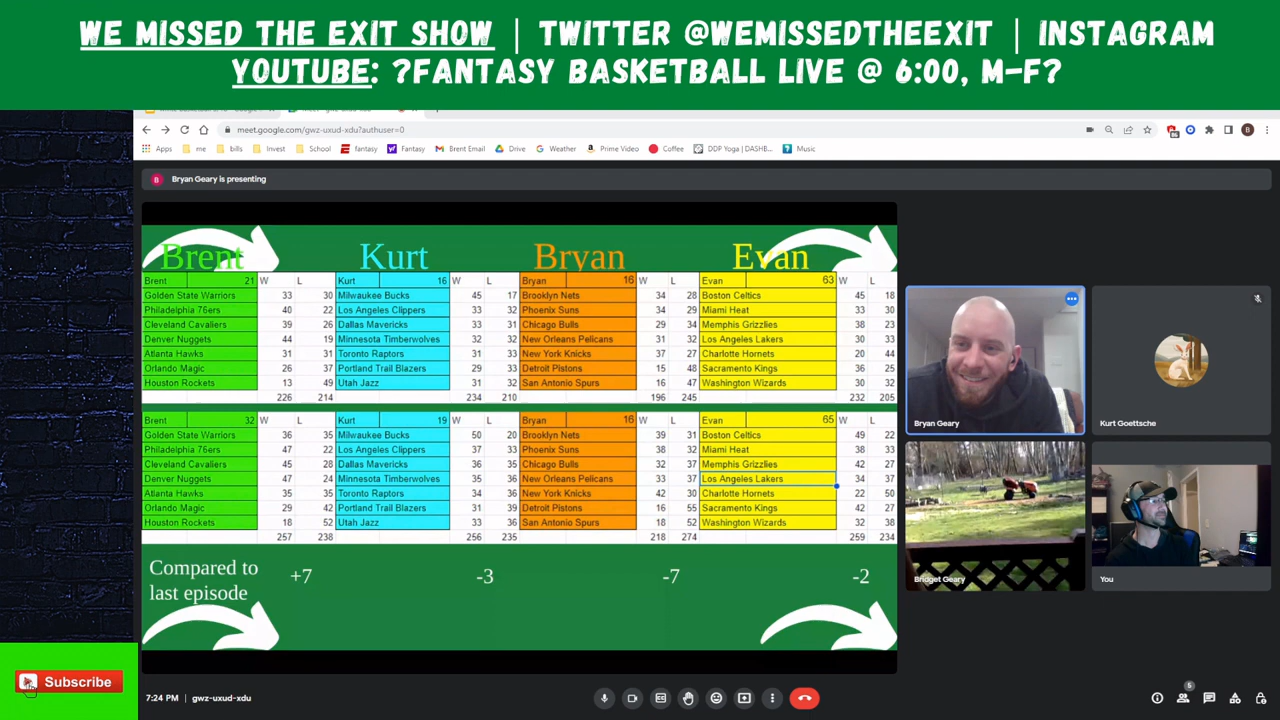 WE MISSED THE EXIT SHOW | TWITTER @WEMISSEDTHEEXIT | INSTAGRAM
YOUTUBE: ?FANTASY BASKETBALL LIVE @ 6:00, M-F?
meet.google.com/gwz-uxud-xdu?authuser=0
Apps me bills Invest School fantasy Fantasy Brent Email Drive Weather Prime Video Coffee DDP Yoga | DASHB... Music
B Bryan Geary is presenting
Brent Kurt Bryan Evan
Brent 21 W L Kurt 16 W L Bryan 16 W L Evan 63 W L
Golden State Warriors 33 30 Milwaukee Bucks 45 17 Brooklyn Nets 34 28 Boston Celtics 45 18
Philadelphia 76ers 40 22 Los Angeles Clippers 33 32 Phoenix Suns 34 29 Miami Heat 33 30
Cleveland Cavaliers 39 26 Dallas Mavericks 33 31 Chicago Bulls 29 34 Memphis Grizzlies 38 23
Denver Nuggets 44 19 Minnesota Timberwolves 32 32 New Orleans Pelicans 31 32 Los Angeles Lakers 30 33
Atlanta Hawks 31 31 Toronto Raptors 31 33 New York Knicks 37 27 Charlotte Hornets 20 44
Orlando Magic 26 37 Portland Trail Blazers 29 33 Detroit Pistons 15 48 Sacramento Kings 36 25
Houston Rockets 13 49 Utah Jazz 31 32 San Antonio Spurs 16 47 Washington Wizards 30 32
226 214 234 210 196 245 232 205
Brent 32 W L Kurt 19 W L Bryan 16 W L Evan 65 W L
Golden State Warriors 36 35 Milwaukee Bucks 50 20 Brooklyn Nets 39 31 Boston Celtics 49 22
Philadelphia 76ers 47 22 Los Angeles Clippers 37 33 Phoenix Suns 38 32 Miami Heat 38 33
Cleveland Cavaliers 45 28 Dallas Mavericks 36 35 Chicago Bulls 32 37 Memphis Grizzlies 42 27
Denver Nuggets 47 24 Minnesota Timberwolves 35 36 New Orleans Pelicans 33 37 Los Angeles Lakers 34 37
Atlanta Hawks 35 35 Toronto Raptors 34 36 New York Knicks 42 30 Charlotte Hornets 22 50
Orlando Magic 29 42 Portland Trail Blazers 31 39 Detroit Pistons 16 55 Sacramento Kings 42 27
Houston Rockets 18 52 Utah Jazz 33 36 San Antonio Spurs 18 52 Washington Wizards 32 38
257 238 256 235 218 274 259 234
Compared to
last episode
+7 -3 -7 -2
Bryan Geary
Kurt Goettsche
Bridget Geary
You
Subscribe
7:24 PM | gwz-uxud-xdu
5